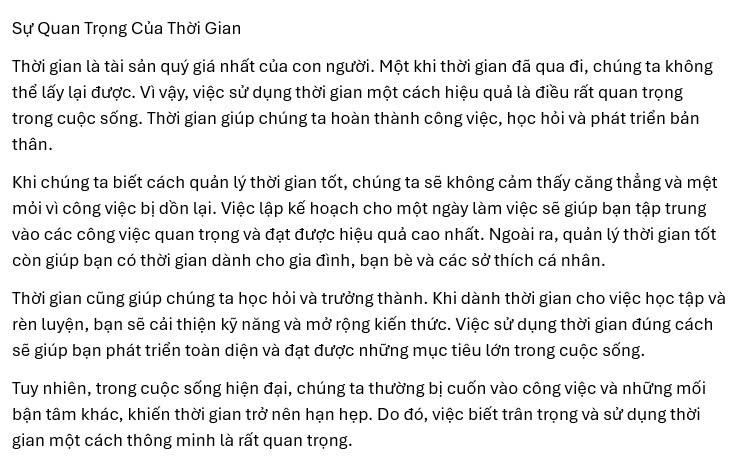 Sự Quan Trọng Của Thời Gian
Thời gian là tài sản quý giá nhất của con người. Một khi thời gian đã qua đi, chúng ta không
thể lấy lại được. Vì vậy, việc sử dụng thời gian một cách hiệu quả là điều rất quan trọng
trong cuộc sống. Thời gian giúp chúng ta hoàn thành công việc, học hỏi và phát triển bản
thân.
Khi chúng ta biết cách quản lý thời gian tốt, chúng ta sẽ không cảm thấy căng thẳng và mệt
mỏi vì công việc bị dồn lại. Việc lập kế hoạch cho một ngày làm việc sẽ giúp bạn tập trung
vào các công việc quan trọng và đạt được hiệu quả cao nhất. Ngoài ra, quản lý thời gian tốt
còn giúp bạn có thời gian dành cho gia đình, bạn bè và các sở thích cá nhân.
Thời gian cũng giúp chúng ta học hỏi và trưởng thành. Khi dành thời gian cho việc học tập và
rèn luyện, bạn sẽ cải thiện kỹ năng và mở rộng kiến thức. Việc sử dụng thời gian đúng cách
sẽ giúp bạn phát triển toàn diện và đạt được những mục tiêu lớn trong cuộc sống.
Tuy nhiên, trong cuộc sống hiện đại, chúng ta thường bị cuốn vào công việc và những mối
bận tâm khác, khiến thời gian trở nên hạn hẹp. Do đó, việc biết trân trọng và sử dụng thời
gian một cách thông minh là rất quan trọng.